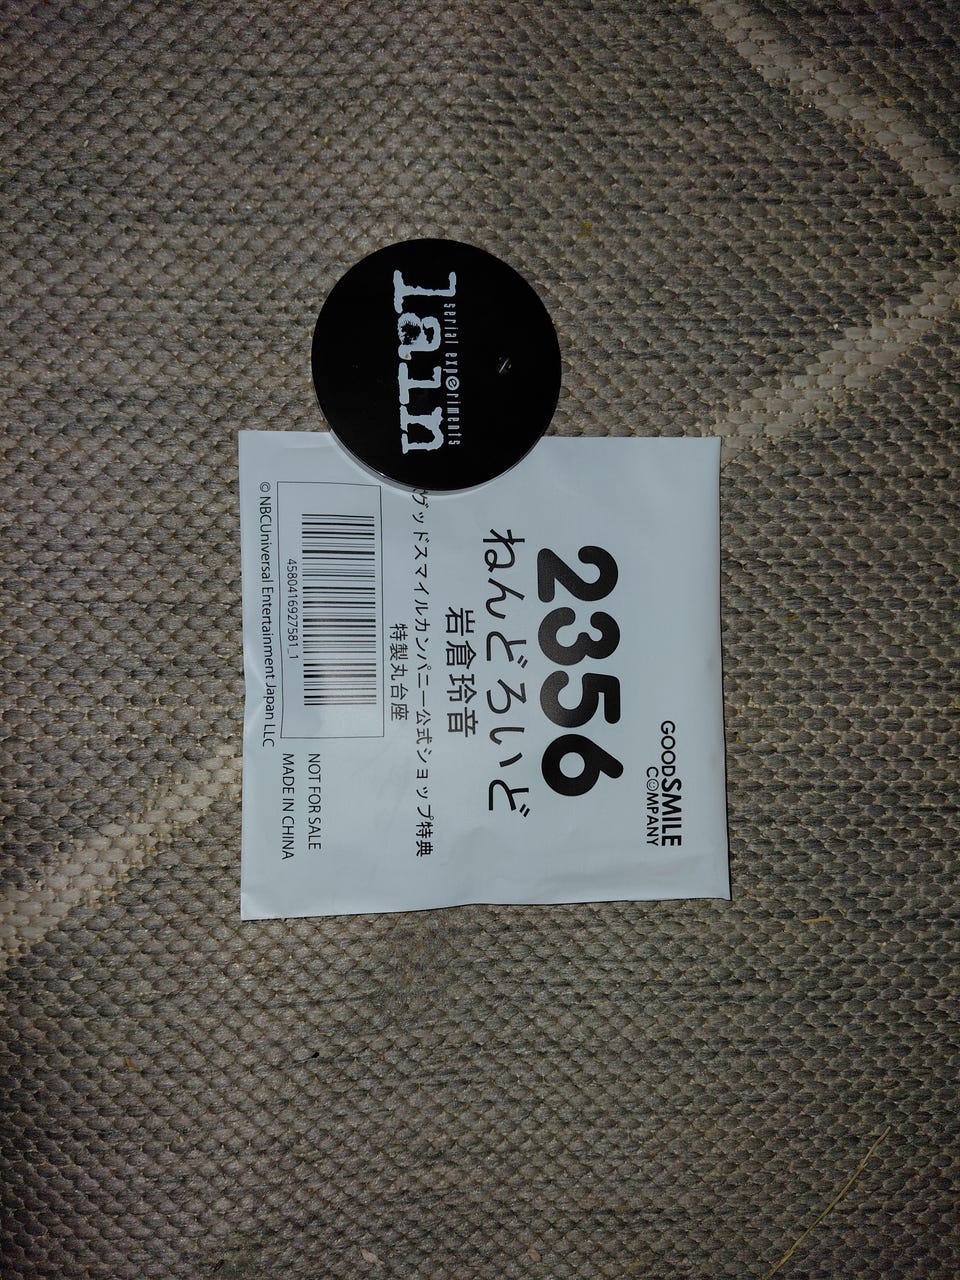 serial experiments
lain
GOODSMILE
COMPANY
2356
ねんどろいど
岩倉玲音
グッドスマイルカンパニー公式ショップ特典
特製丸台座
4580416927581_1
NOT FOR SALE
MADE IN CHINA
© NBCUniversal Entertainment Japan LLC